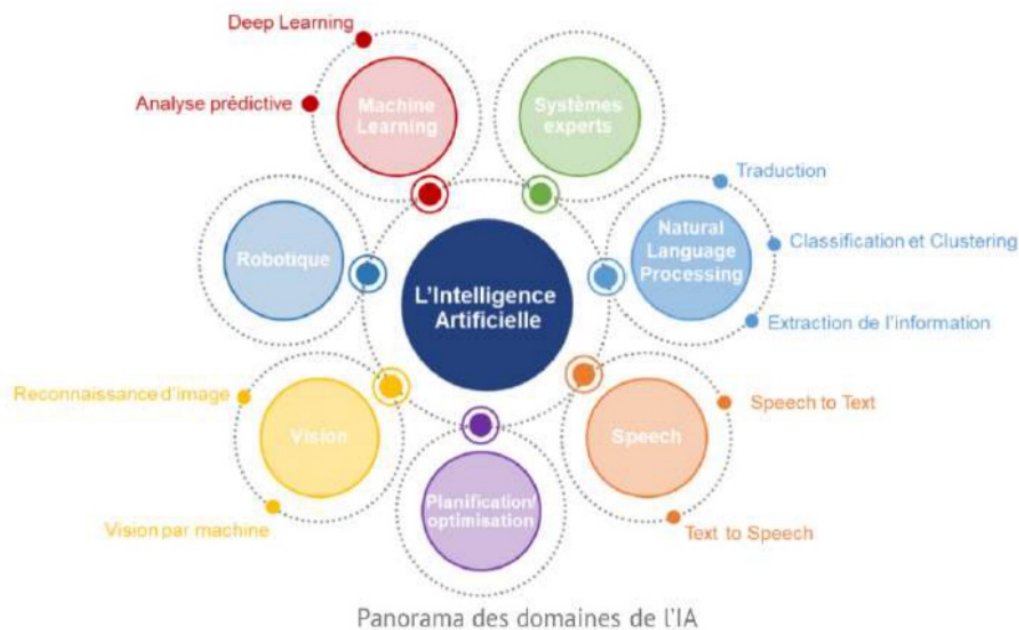 Deep Learning
Analyse prédictive
Machine
Learning
Systèmes
experts
Traduction
Natural
Language
Processing
Classification et Clustering
Extraction de l'information
Robotique
L'Intelligence
Artificielle
Reconnaissance d'image
Vision
Vision par machine
Speech
Speech to Text
Text to Speech
Planification/
optimisation
Panorama des domaines de l'IA